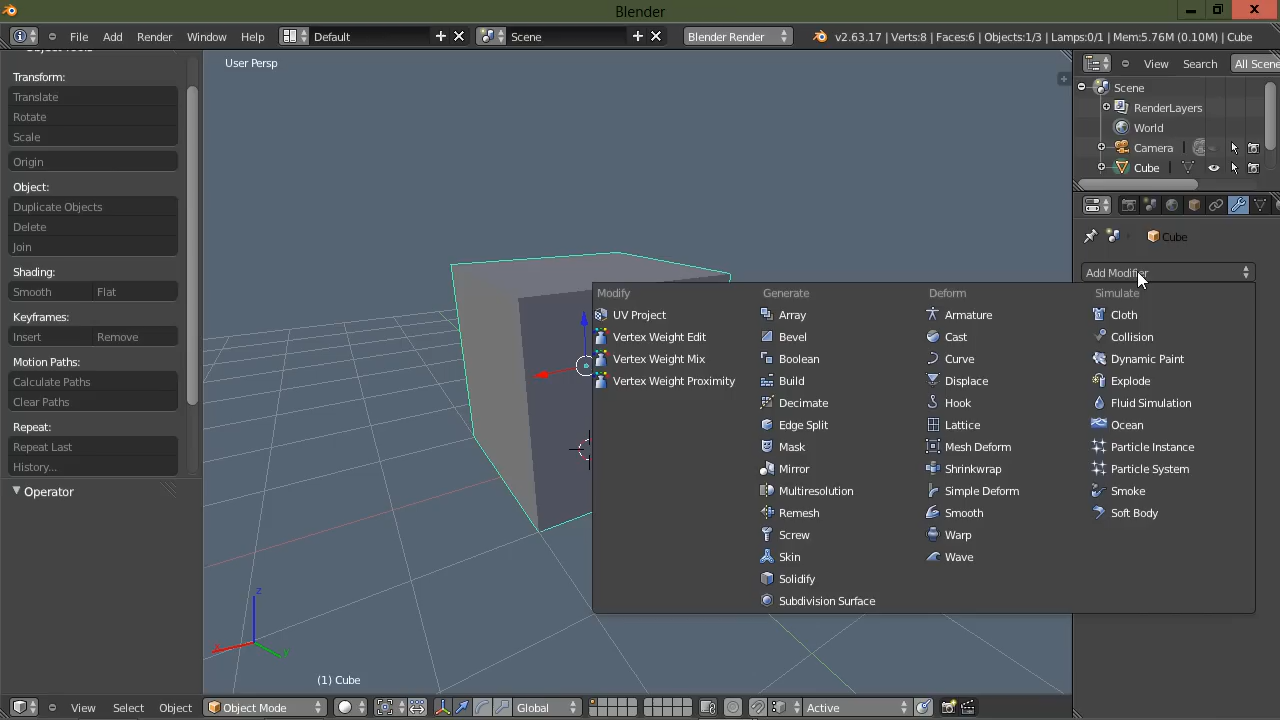 Blender
File Add Render Window Help Default Scene Blender Render v2.63.17 | Verts:8 | Faces:6 | Objects:1/3 | Lamps:0/1 | Mem:5.76M (0.10M) | Cube
Transform:
Translate
Rotate
Scale
Origin
Object:
Duplicate Objects
Delete
Join
Shading:
Smooth Flat
Keyframes:
Insert Remove
Motion Paths:
Calculate Paths
Clear Paths
Repeat:
Repeat Last
History...
Operator
User Persp
z
(1) Cube
View Search All Scene
Scene
RenderLayers
World
Camera
Cube
Cube
Add Modifier
Modify
UV Project
Vertex Weight Edit
Vertex Weight Mix
Vertex Weight Proximity
Generate
Array
Bevel
Boolean
Build
Decimate
Edge Split
Mask
Mirror
Multiresolution
Remesh
Screw
Skin
Solidify
Subdivision Surface
Deform
Armature
Cast
Curve
Displace
Hook
Lattice
Mesh Deform
Shrinkwrap
Simple Deform
Smooth
Warp
Wave
Simulate
Cloth
Collision
Dynamic Paint
Explode
Fluid Simulation
Ocean
Particle Instance
Particle System
Smoke
Soft Body
View Select Object Object Mode Global Active